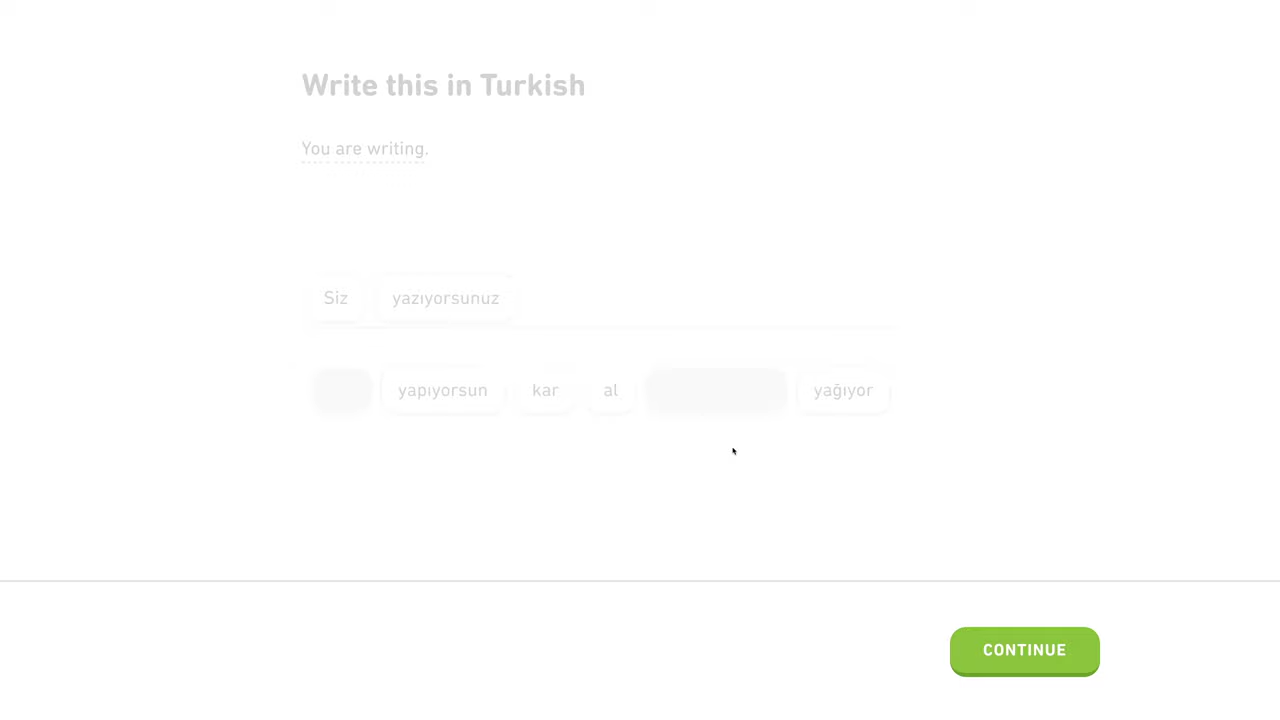 Write this in Turkish
You are writing.
Siz yazıyorsunuz
yapıyorsun kar al yağıyor
CONTINUE